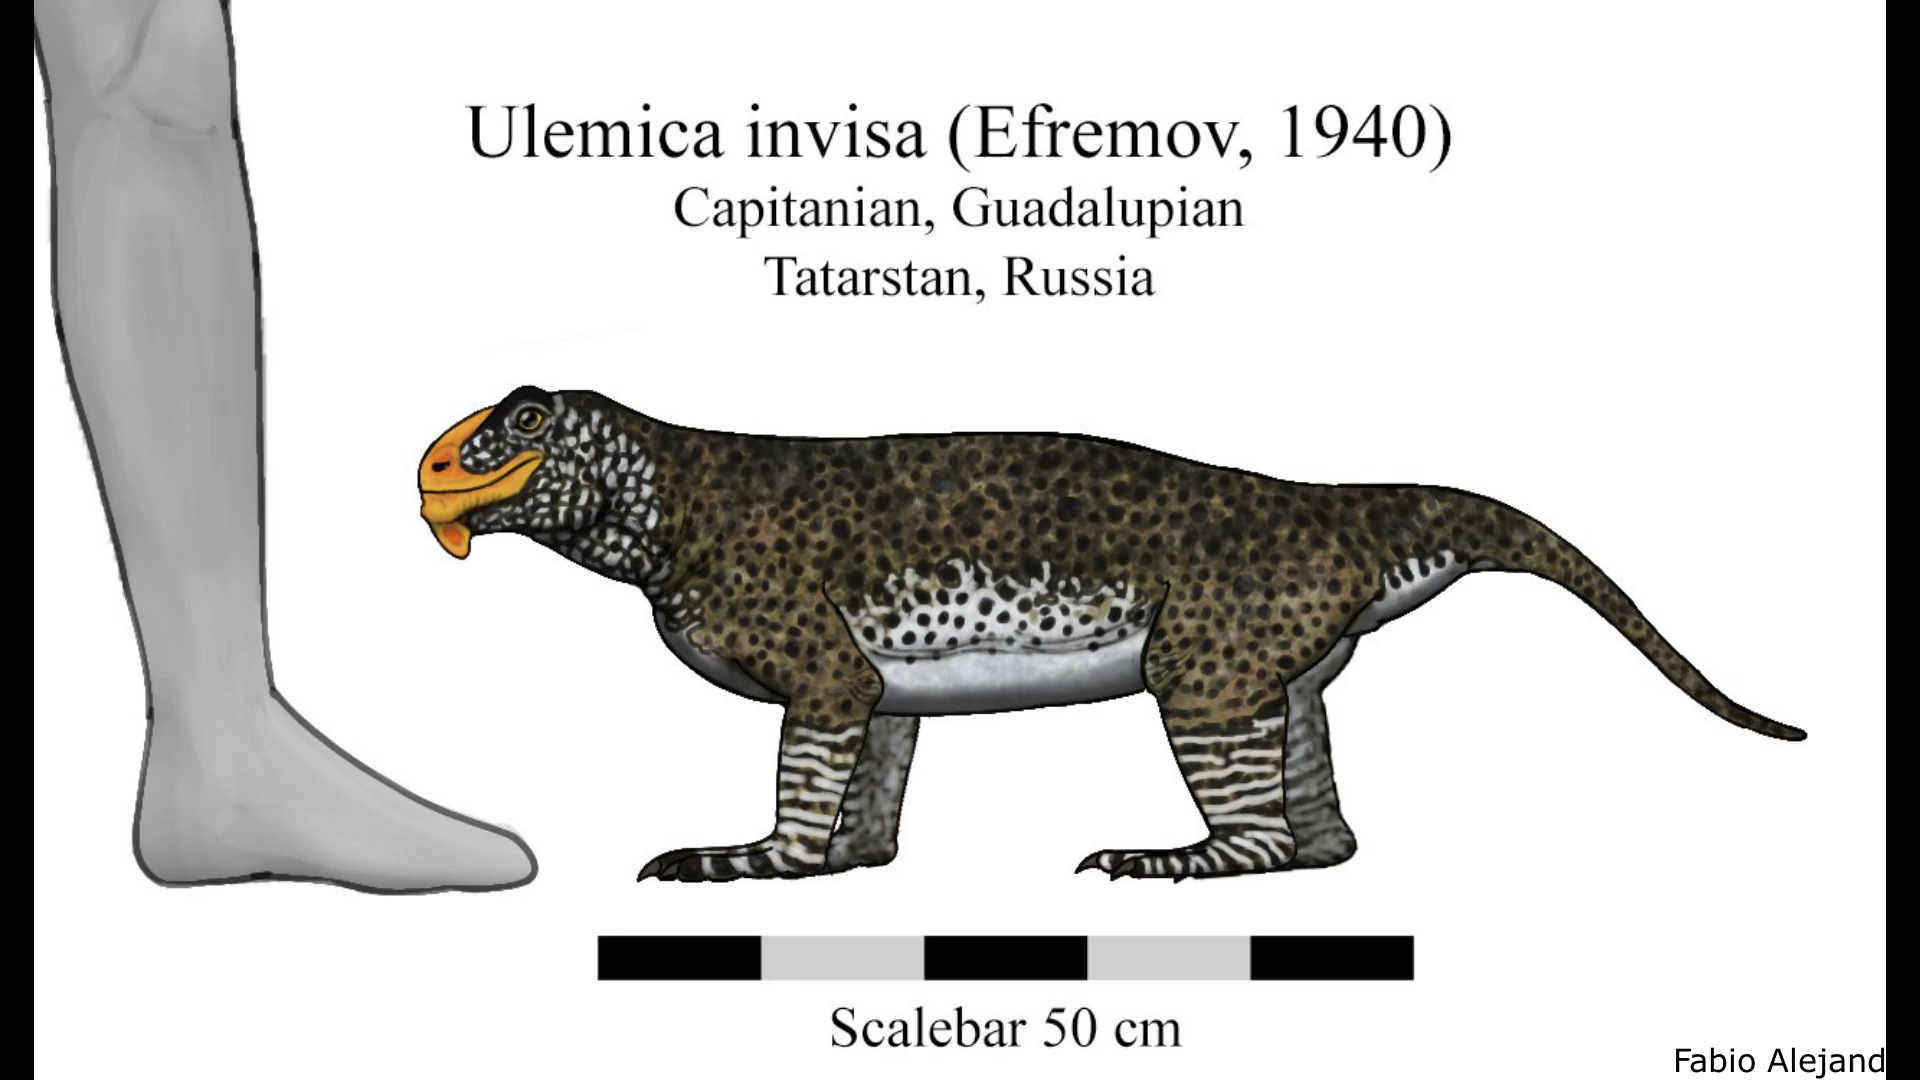 Ulemica invisa (Efremov, 1940)
Capitanian, Guadalupian
Tatarstan, Russia
Scalebar 50 cm
Fabio Alejand